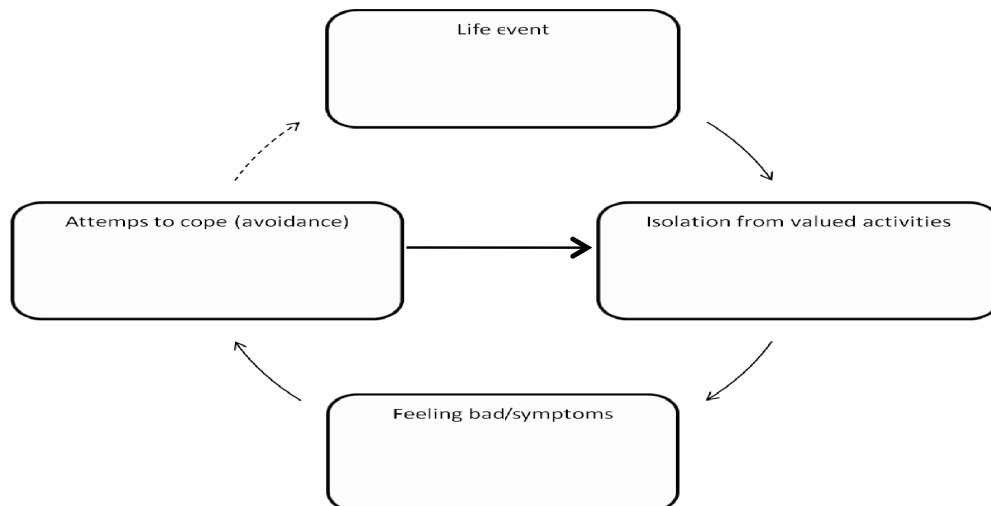 Life event
Attemps to cope (avoidance)
Isolation from valued activities
Feeling bad/symptoms